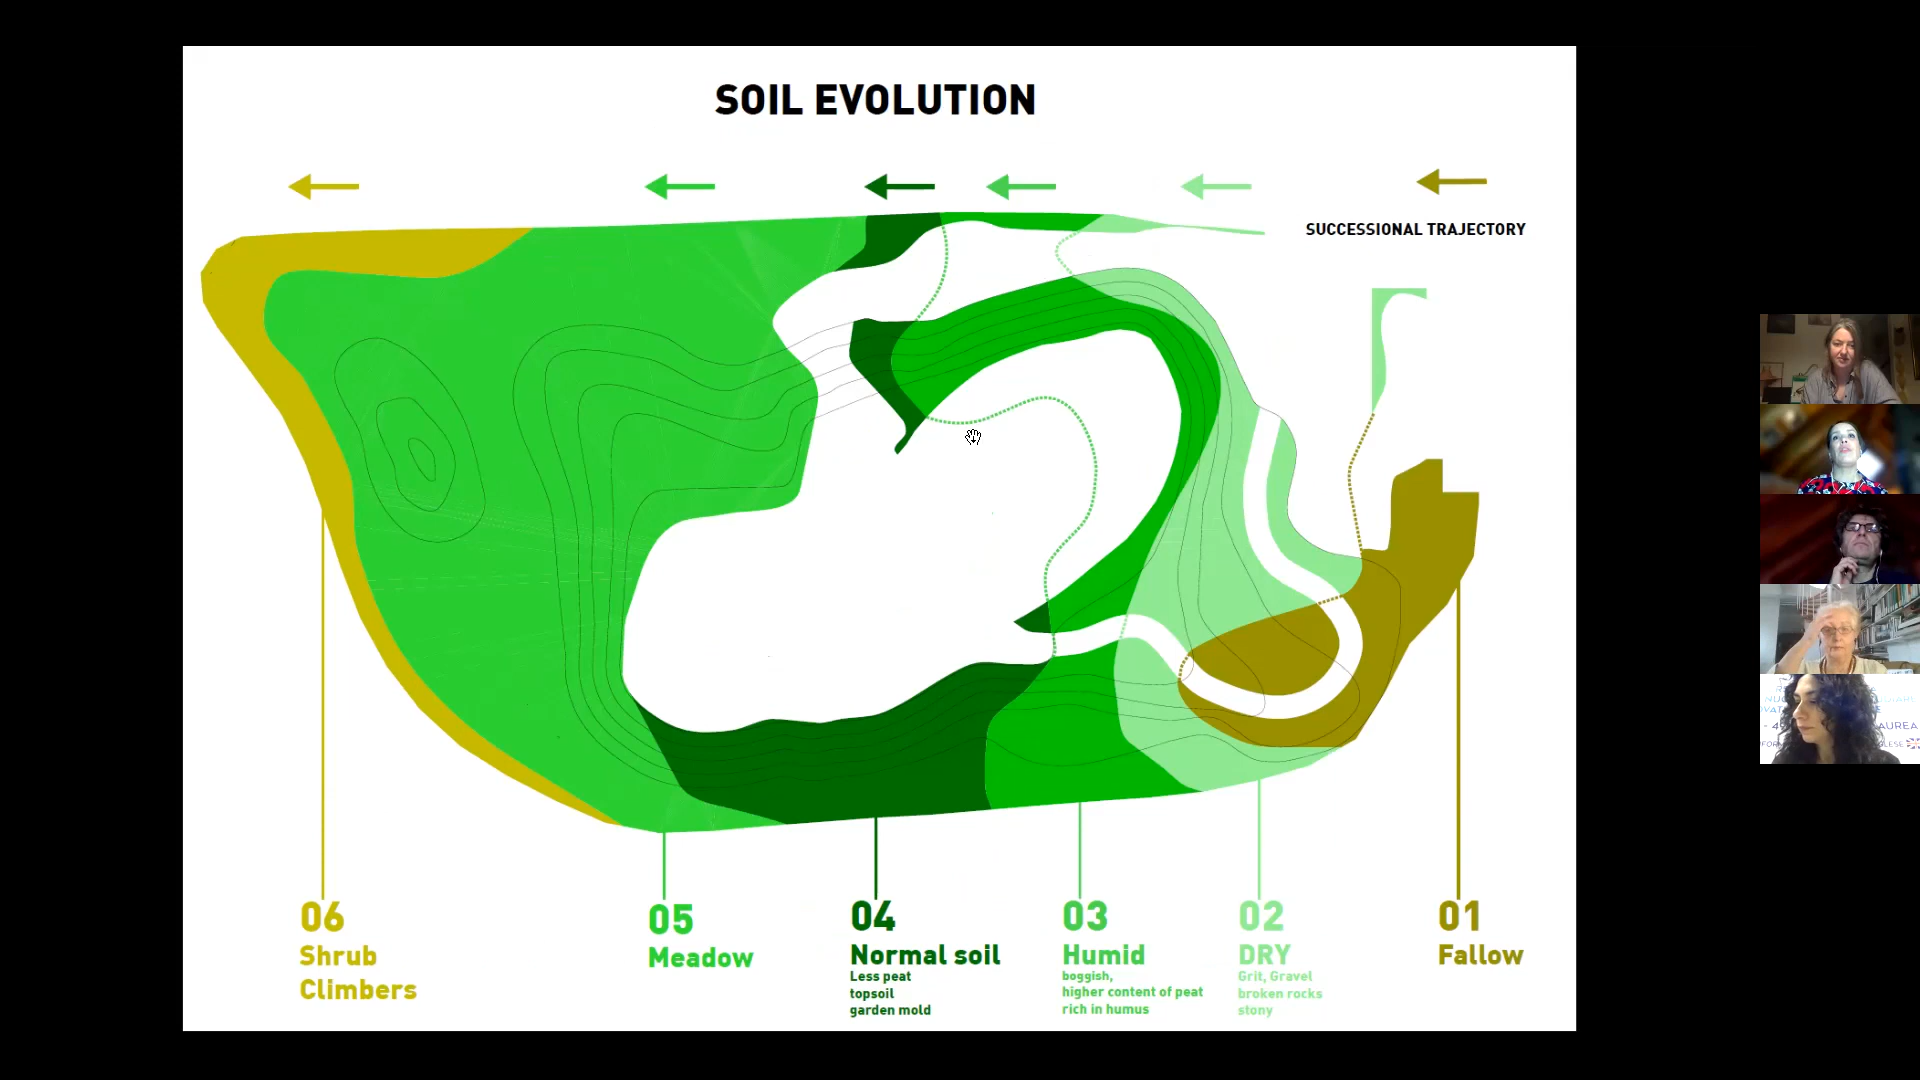 SOIL EVOLUTION
SUCCESSIONAL TRAJECTORY
06
Shrub
Climbers
05
Meadow
04
Normal soil
Less peat
topsoil
garden mold
03
Humid
boggish,
higher content of peat
rich in humus
02
DRY
Grit, Gravel
broken rocks
stony
01
Fallow
AUREA